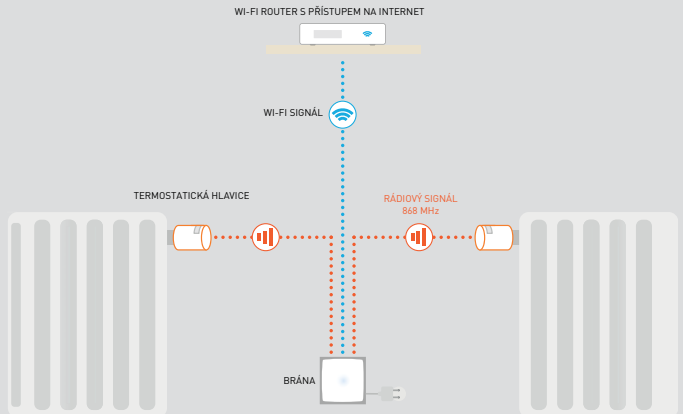 WI-FI ROUTER S PŘÍSTUPEM NA INTERNET
WI-FI SIGNÁL
TERMOSTATICKÁ HLAVICE
RÁDIOVÝ SIGNÁL
868 MHz
BRÁNA